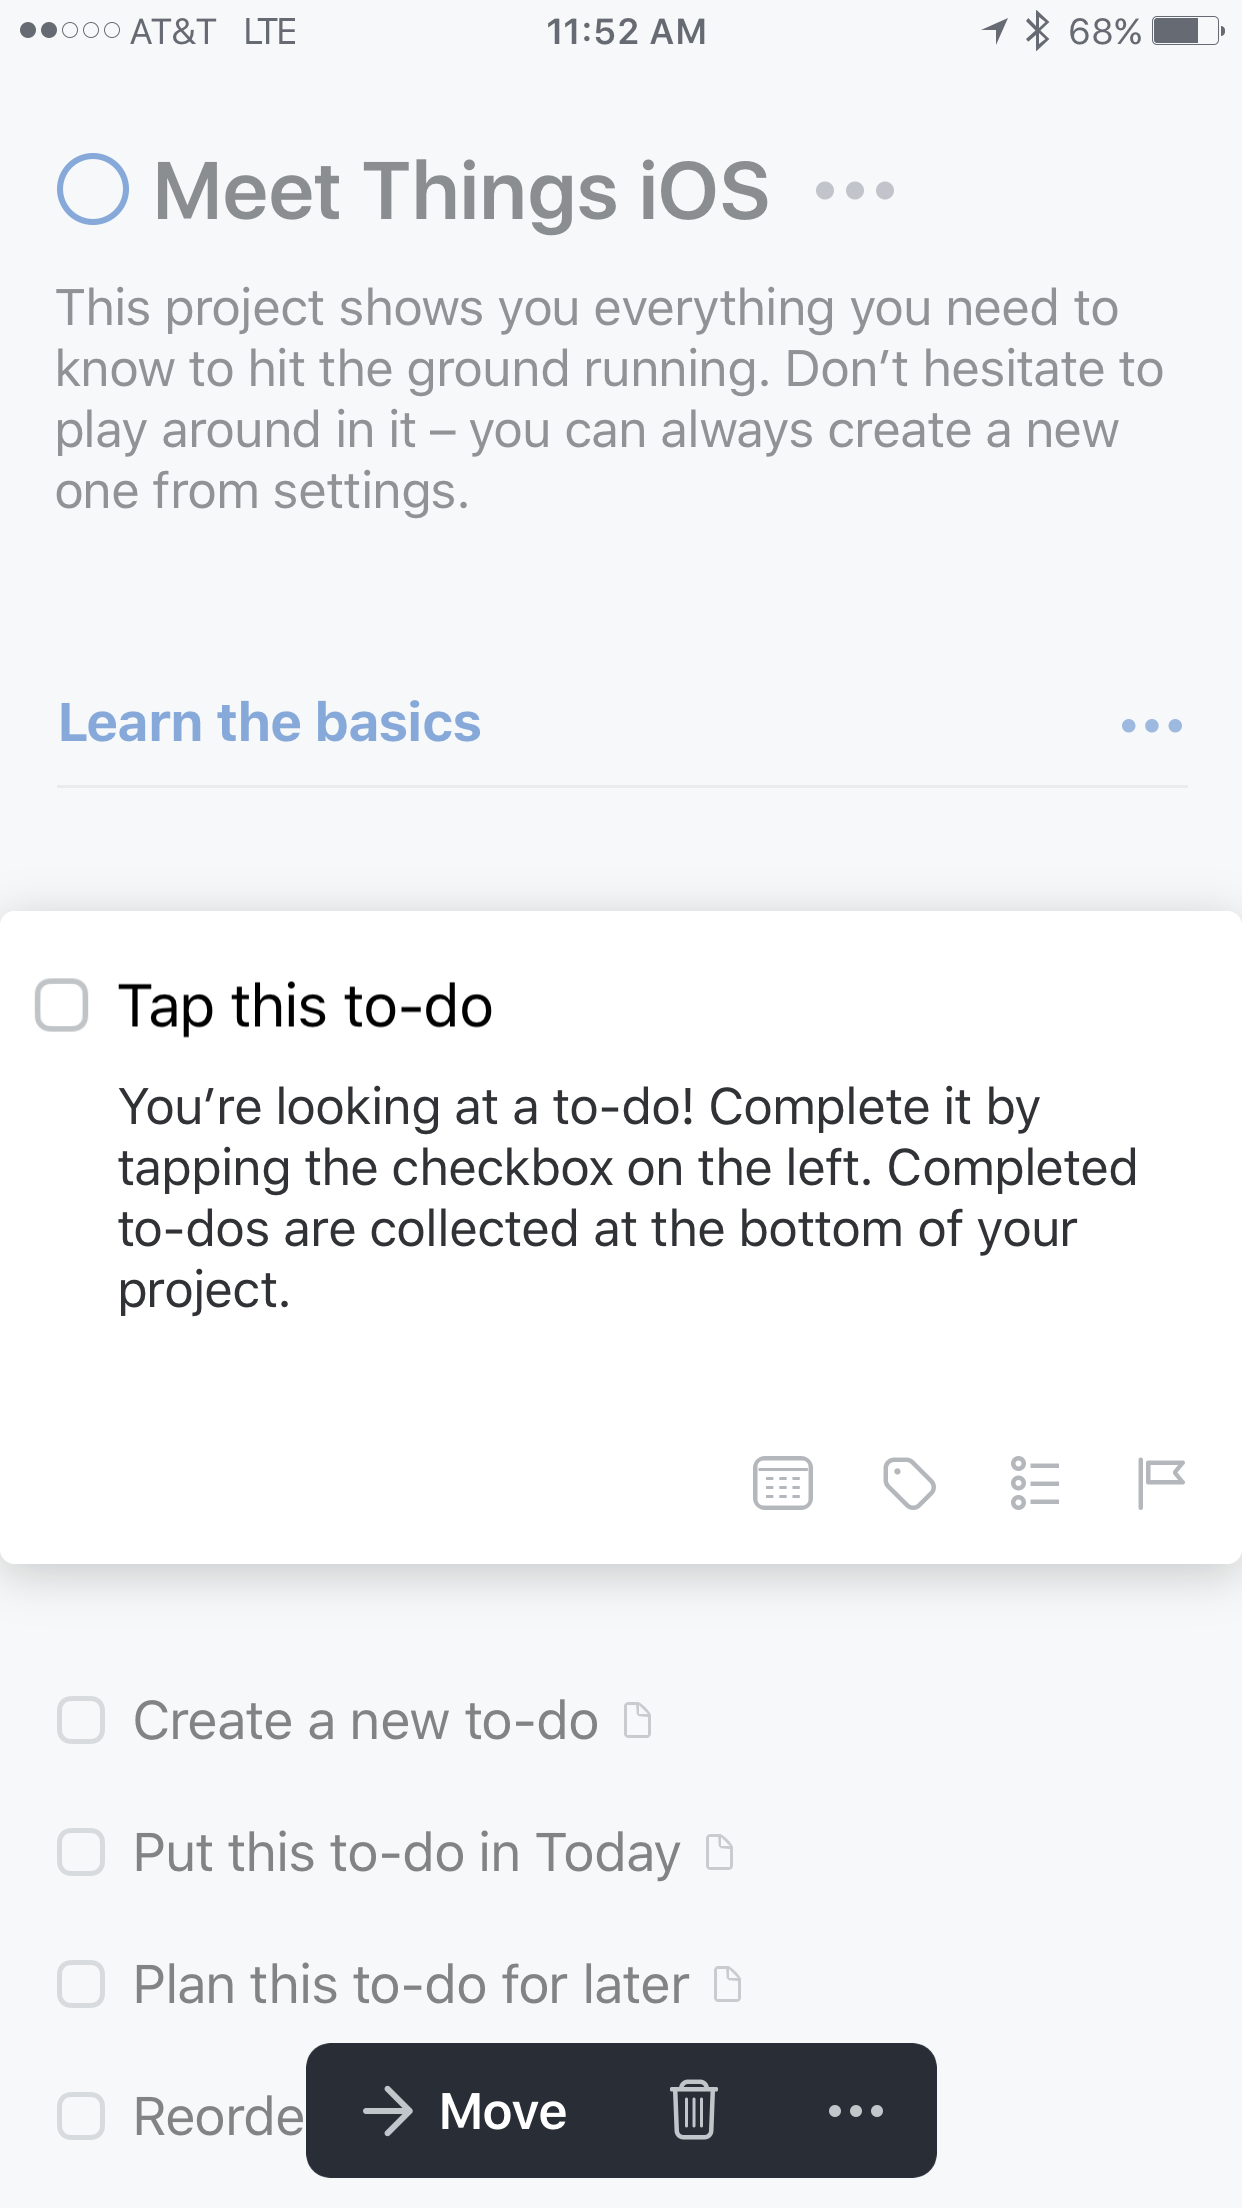 AT&T LTE 11:52 AM 68%
Meet Things iOS
This project shows you everything you need to
know to hit the ground running. Don’t hesitate to
play around in it – you can always create a new
one from settings.
Learn the basics
Tap this to-do
You’re looking at a to-do! Complete it by
tapping the checkbox on the left. Completed
to-dos are collected at the bottom of your
project.
Create a new to-do
Put this to-do in Today
Plan this to-do for later
Reorde
Move